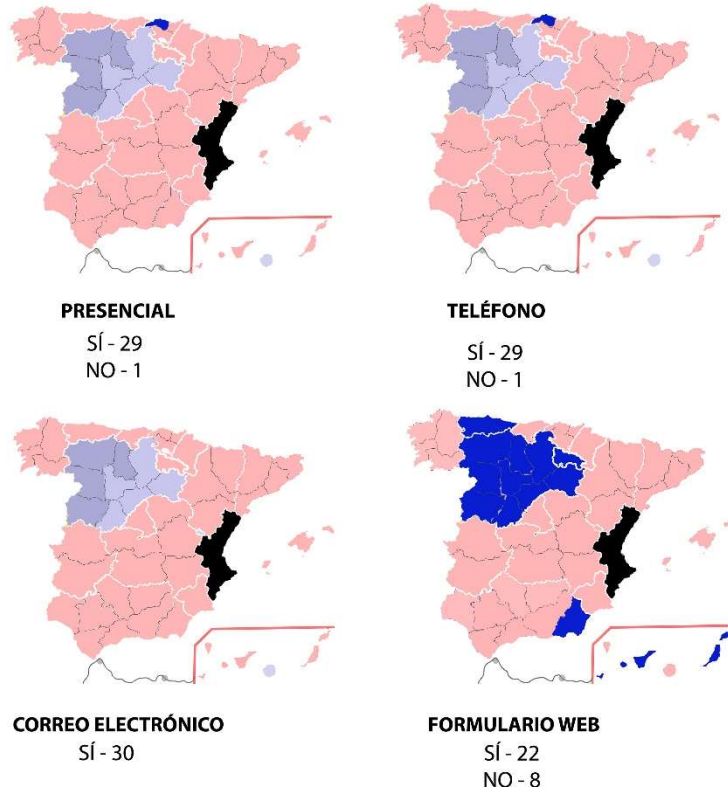 PRESENCIAL
SÍ - 29
NO - 1
TELÉFONO
SÍ - 29
NO - 1
CORREO ELECTRÓNICO
SÍ - 30
FORMULARIO WEB
SÍ - 22
NO - 8